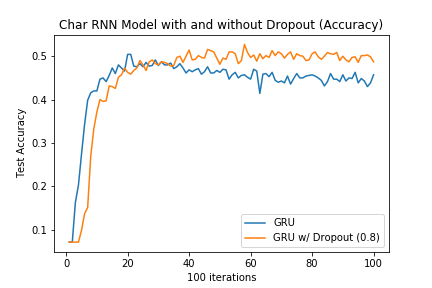 Char RNN Model with and without Dropout (Accuracy)
Test Accuracy
0.5
0.4
0.3
0.2
0.1
0 20 40 60 80 100
100 iterations
GRU
GRU w/ Dropout (0.8)